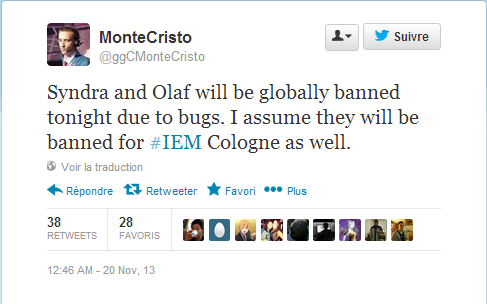 MonteCristo
@ggCMonteCristo
Suivre
Syndra and Olaf will be globally banned
tonight due to bugs. I assume they will be
banned for #IEM Cologne as well.
Voir la traduction
Répondre Retweeter Favori Plus
38 28
RETWEETS FAVORIS
12:46 AM - 20 Nov, 13